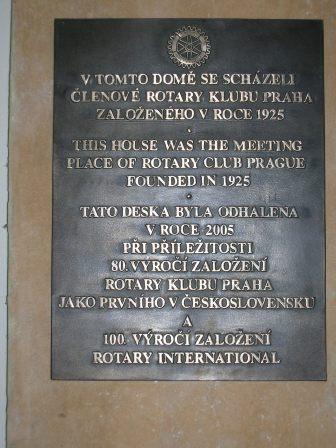 V TOMTO DOMĚ SE SCHÁZELI
ČLENOVÉ ROTARY KLUBU PRAHA
ZALOŽENÉHO V ROCE 1925
THIS HOUSE WAS THE MEETING
PLACE OF ROTARY CLUB PRAGUE
FOUNDED IN 1925
TATO DESKA BYLA ODHALENA
V ROCE 2005
PŘI PŘÍLEŽITOSTI
80. VÝROČÍ ZALOŽENÍ
ROTARY KLUBU PRAHA
JAKO PRVNÍHO V ČESKOSLOVENSKU
A
100. VÝROČÍ ZALOŽENÍ
ROTARY INTERNATIONAL